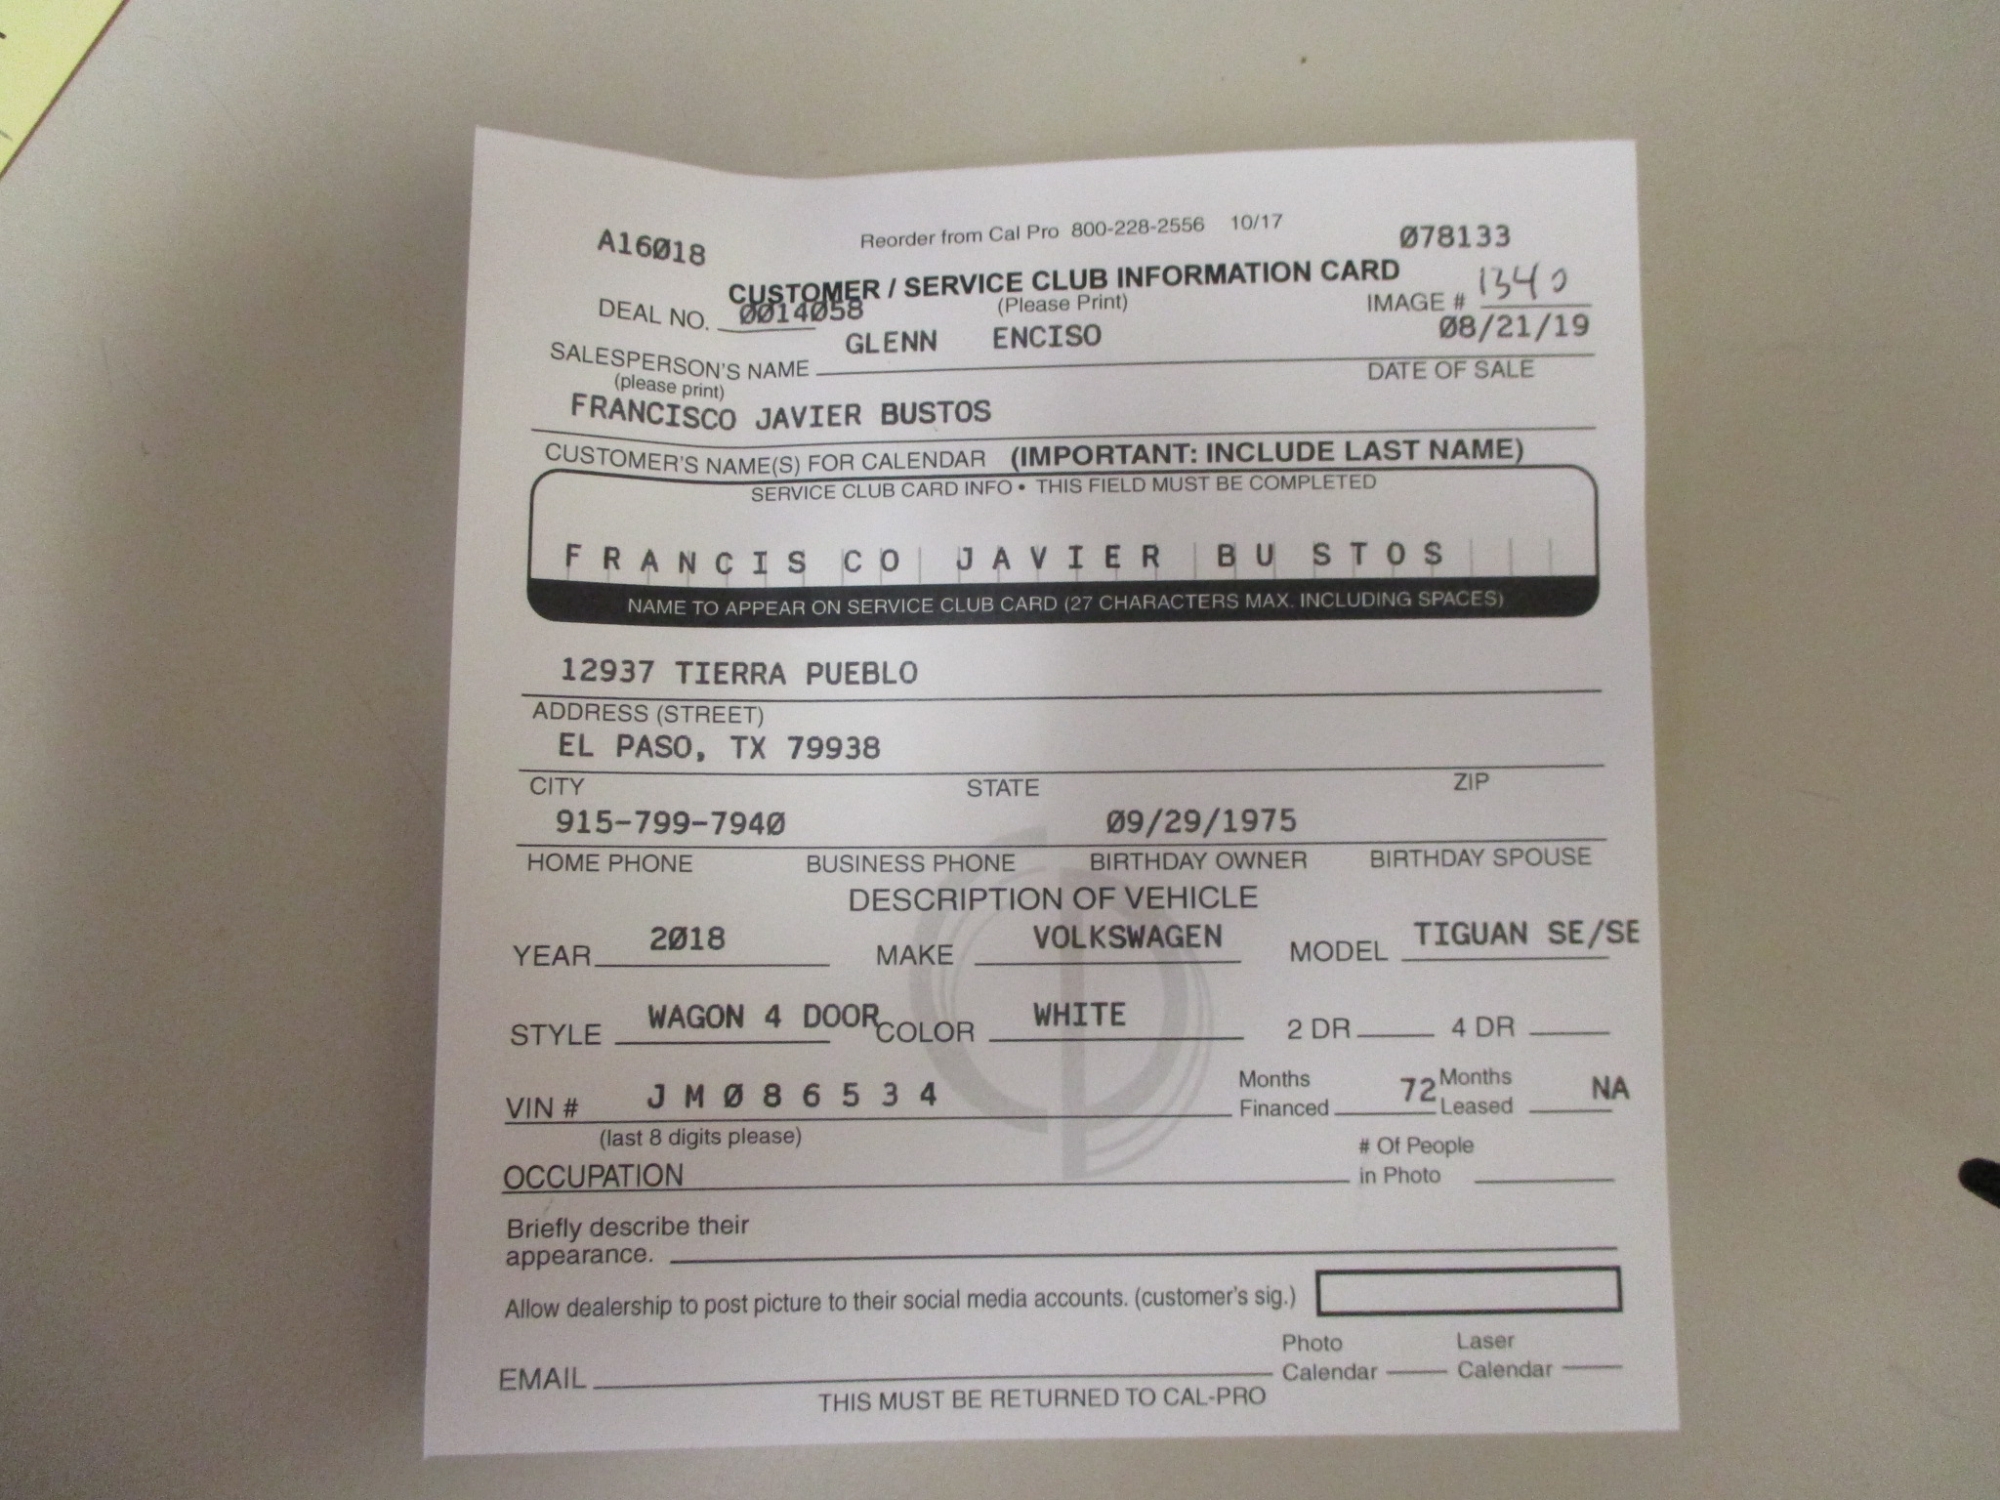 A16Ø18 Reorder from Cal Pro 800-228-2556 10/17 Ø78133
CUSTOMER / SERVICE CLUB INFORMATION CARD
DEAL NO. ØØ14Ø58 (Please Print) IMAGE # 1340
GLENN ENCISO Ø8/21/19
SALESPERSON'S NAME DATE OF SALE
(please print)
FRANCISCO JAVIER BUSTOS
CUSTOMER'S NAME(S) FOR CALENDAR (IMPORTANT: INCLUDE LAST NAME)
SERVICE CLUB CARD INFO • THIS FIELD MUST BE COMPLETED
FRANCISCO JAVIER BUSTOS
NAME TO APPEAR ON SERVICE CLUB CARD (27 CHARACTERS MAX. INCLUDING SPACES)
12937 TIERRA PUEBLO
ADDRESS (STREET)
EL PASO, TX 79938
CITY STATE ZIP
915-799-794Ø Ø9/29/1975
HOME PHONE BUSINESS PHONE BIRTHDAY OWNER BIRTHDAY SPOUSE
DESCRIPTION OF VEHICLE
YEAR 2Ø18 MAKE VOLKSWAGEN MODEL TIGUAN SE/SE
STYLE WAGON 4 DOOR COLOR WHITE 2 DR 4 DR
VIN # JMØ86534 Months Financed 72 Months Leased NA
(last 8 digits please)
OCCUPATION # Of People in Photo
Briefly describe their
appearance.
Allow dealership to post picture to their social media accounts. (customer's sig.)
EMAIL Photo Calendar Laser Calendar
THIS MUST BE RETURNED TO CAL-PRO